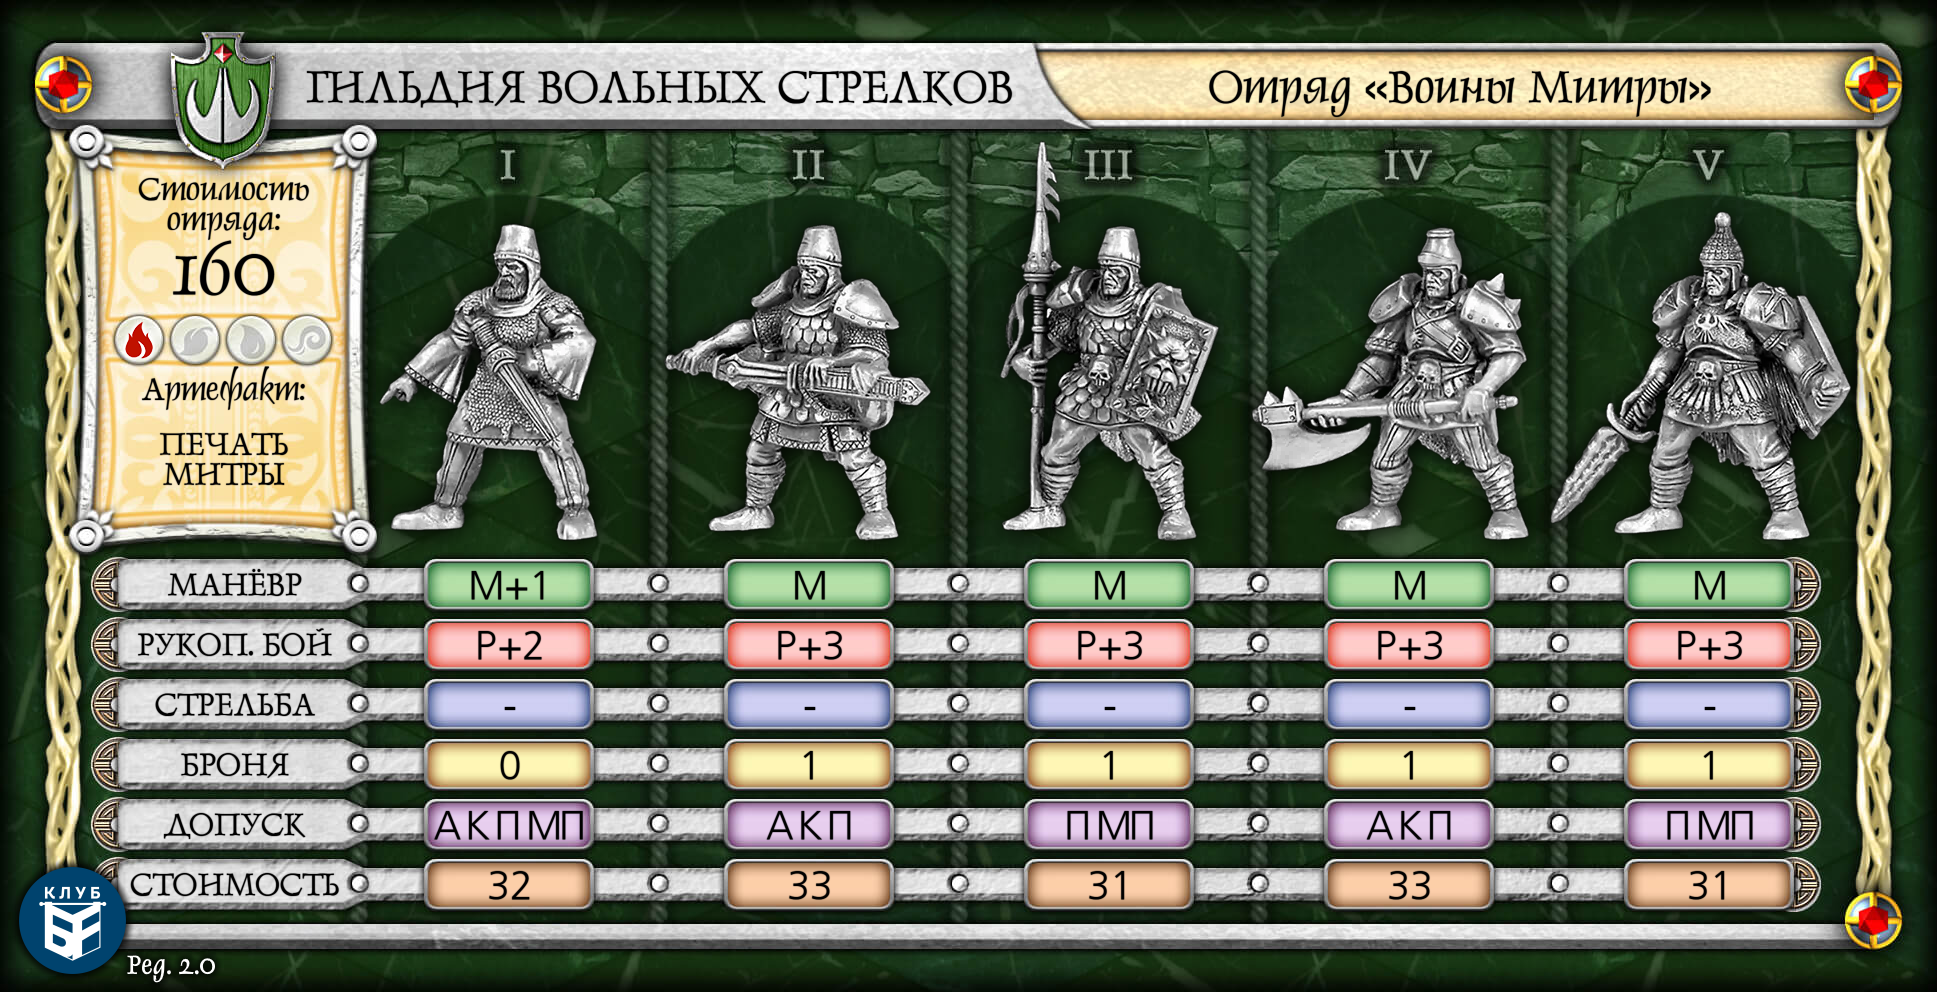 ГИЛЬДИЯ ВОЛЬНЫХ СТРЕЛКОВ
Отряд «Воины Митры»
Стоимость
отряда:
160
Артефакт:
ПЕЧАТЬ
МИТРЫ
I II III IV V
МАНЁВР М+1 М М М М
РУКОП. БОЙ Р+2 Р+3 Р+3 Р+3 Р+3
СТРЕЛЬБА - - - - -
БРОНЯ 0 1 1 1 1
ДОПУСК АКПМП АКП ПМП АКП ПМП
СТОИМОСТЬ 32 33 31 33 31
КЛУБ
БГ
Ред. 2.0